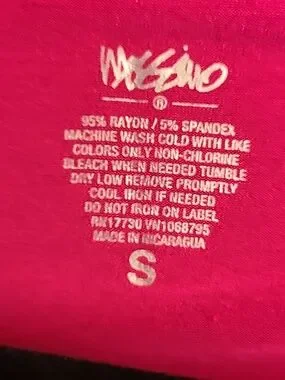 Mossimo
®
95% RAYON / 5% SPANDEX
MACHINE WASH COLD WITH LIKE
COLORS ONLY NON-CHLORINE
BLEACH WHEN NEEDED TUMBLE
DRY LOW REMOVE PROMPTLY
COOL IRON IF NEEDED
DO NOT IRON ON LABEL
RN17730 VN1068795
MADE IN NICARAGUA
S